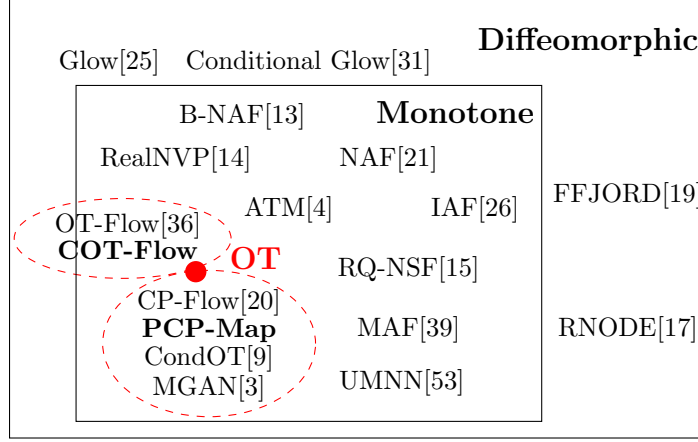 Diffeomorphic
Glow[25] Conditional Glow[31]
B-NAF[13] Monotone
RealNVP[14] NAF[21]
FFJORD[19]
ATM[4] IAF[26]
OT-Flow[36]
COT-Flow
OT
RQ-NSF[15]
CP-Flow[20]
PCP-Map MAF[39] RNODE[17]
CondOT[9]
MGAN[3] UMNN[53]